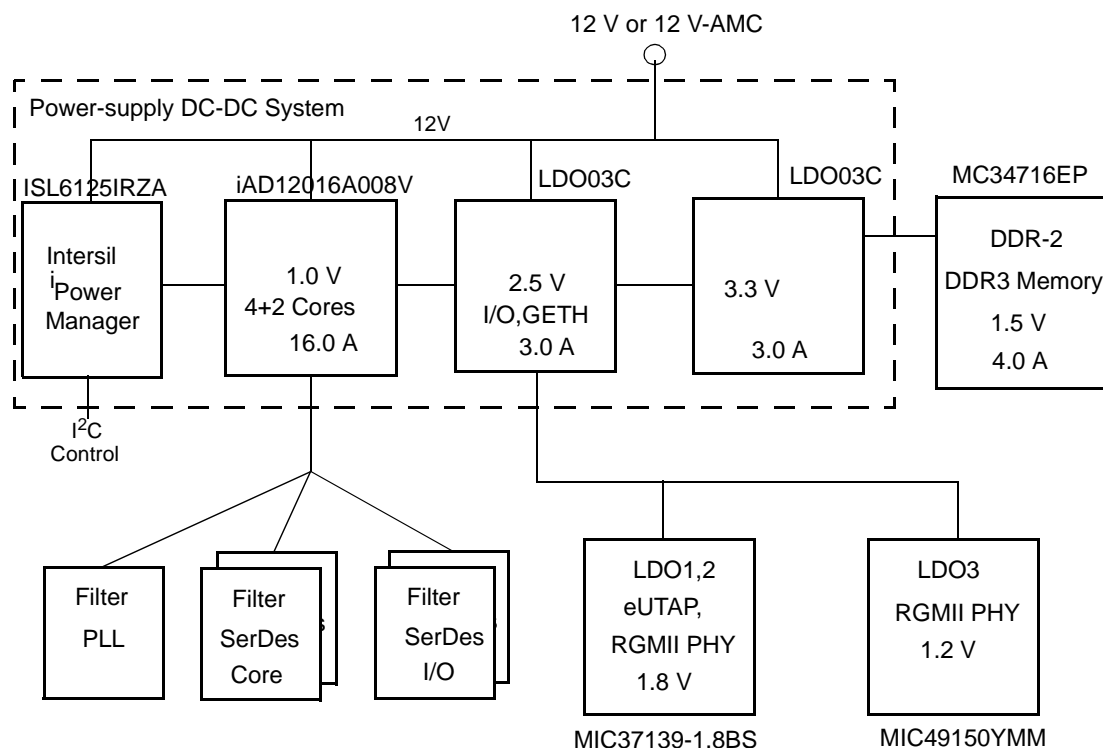 12 V or 12 V-AMC
Power-supply DC-DC System
12V
ISL6125IRZA
iAD12016A008V
LDO03C
LDO03C
MC34716EP
Intersil
iPower
Manager
1.0 V
4+2 Cores
16.0 A
2.5 V
I/O,GETH
3.0 A
3.3 V
3.0 A
DDR-2
DDR3 Memory
1.5 V
4.0 A
I2C
Control
Filter
PLL
Filter
SerDes
Core
Filter
SerDes
I/O
LDO1,2
eUTAP,
RGMII PHY
1.8 V
LDO3
RGMII PHY
1.2 V
MIC37139-1.8BS
MIC49150YMM